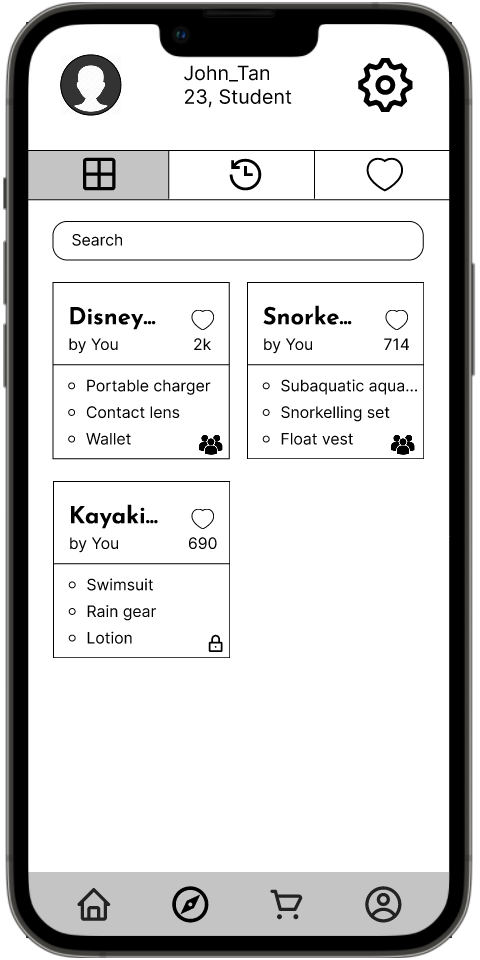 John_Tan
23, Student
Search
Disney...
by You
2k
Portable charger
Contact lens
Wallet
Snorke...
by You
714
Subaquatic aqua...
Snorkelling set
Float vest
Kayaki...
by You
690
Swimsuit
Rain gear
Lotion